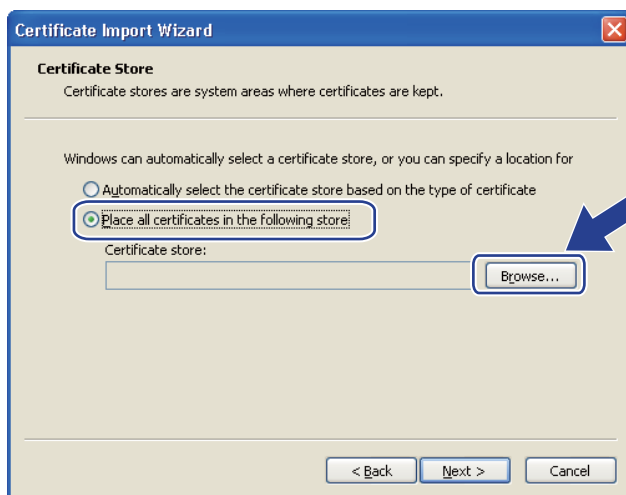 Certificate Import Wizard
Certificate Store
Certificate stores are system areas where certificates are kept.
Windows can automatically select a certificate store, or you can specify a location for
Automatically select the certificate store based on the type of certificate
Place all certificates in the following store
Certificate store:
Browse...
< Back Next > Cancel